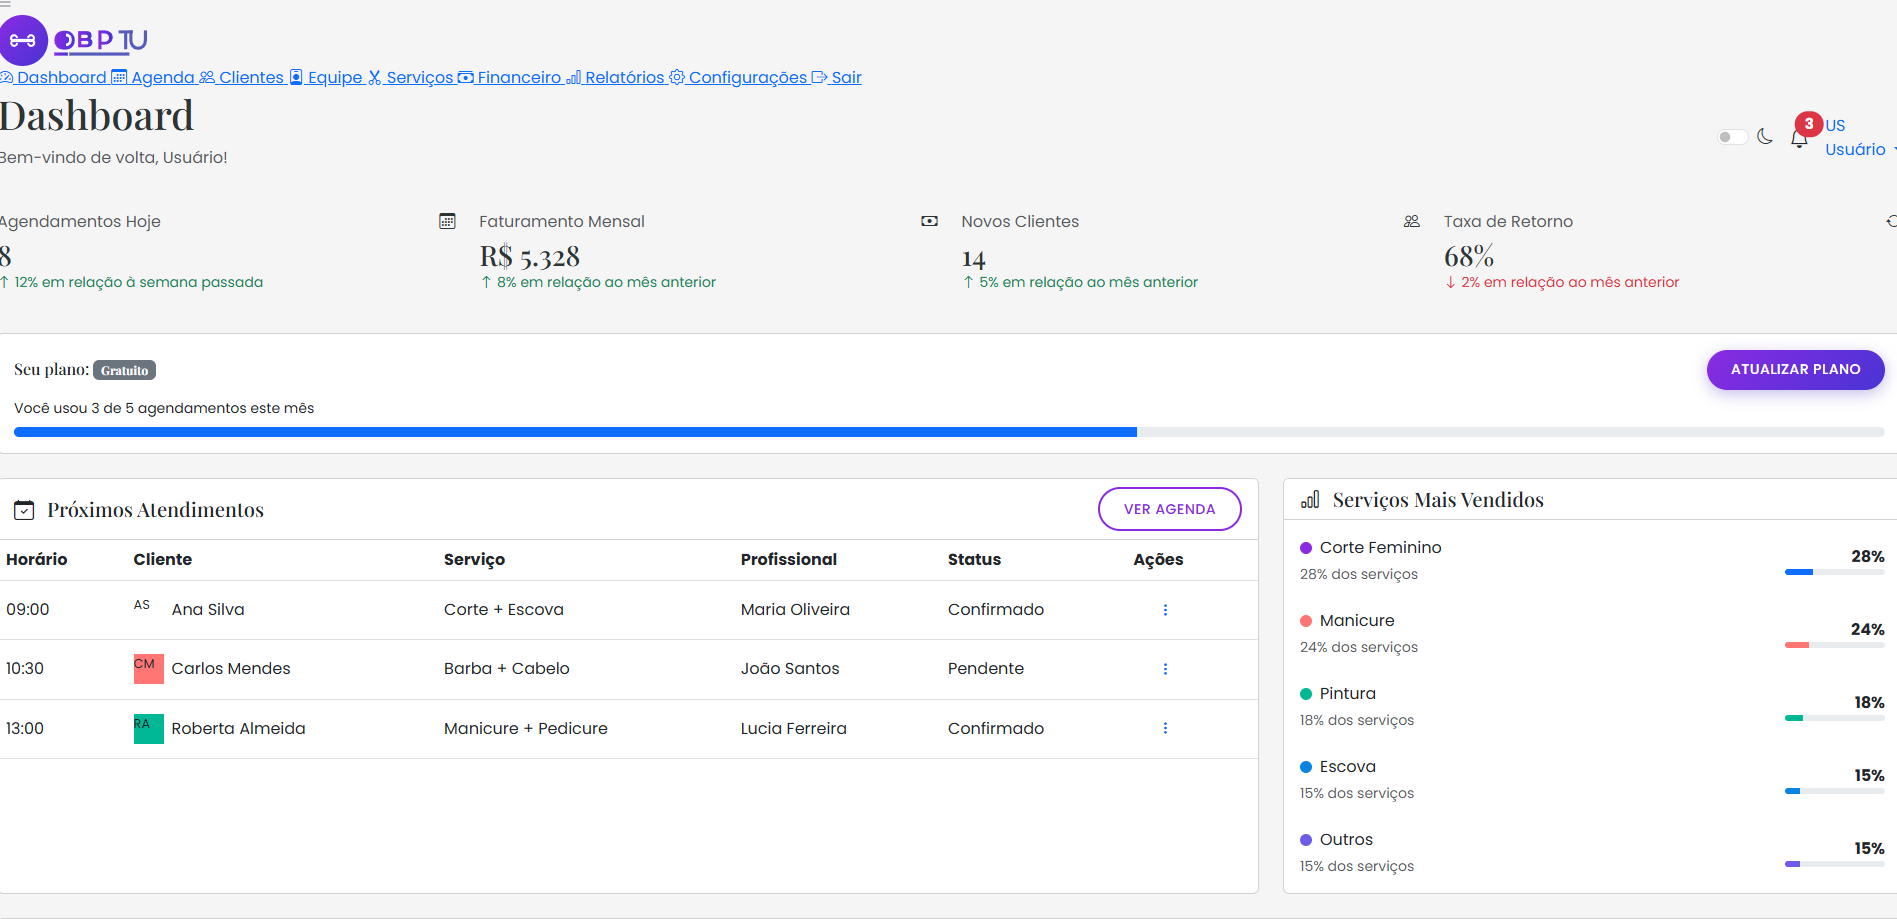 OBPTU
Dashboard Agenda Clientes Equipe Serviços Financeiro Relatórios Configurações Sair
Dashboard
Bem-vindo de volta, Usuário!
3
US
Usuário
Agendamentos Hoje
8
↑ 12% em relação à semana passada
Faturamento Mensal
R$ 5.328
↑ 8% em relação ao mês anterior
Novos Clientes
14
↑ 5% em relação ao mês anterior
Taxa de Retorno
68%
↓ 2% em relação ao mês anterior
Seu plano: Gratuito
ATUALIZAR PLANO
Você usou 3 de 5 agendamentos este mês
Próximos Atendimentos
VER AGENDA
Horário Cliente Serviço Profissional Status Ações
09:00 AS Ana Silva Corte + Escova Maria Oliveira Confirmado
10:30 CM Carlos Mendes Barba + Cabelo João Santos Pendente
13:00 RA Roberta Almeida Manicure + Pedicure Lucia Ferreira Confirmado
Serviços Mais Vendidos
Corte Feminino
28%
28% dos serviços
Manicure
24%
24% dos serviços
Pintura
18%
18% dos serviços
Escova
15%
15% dos serviços
Outros
15%
15% dos serviços